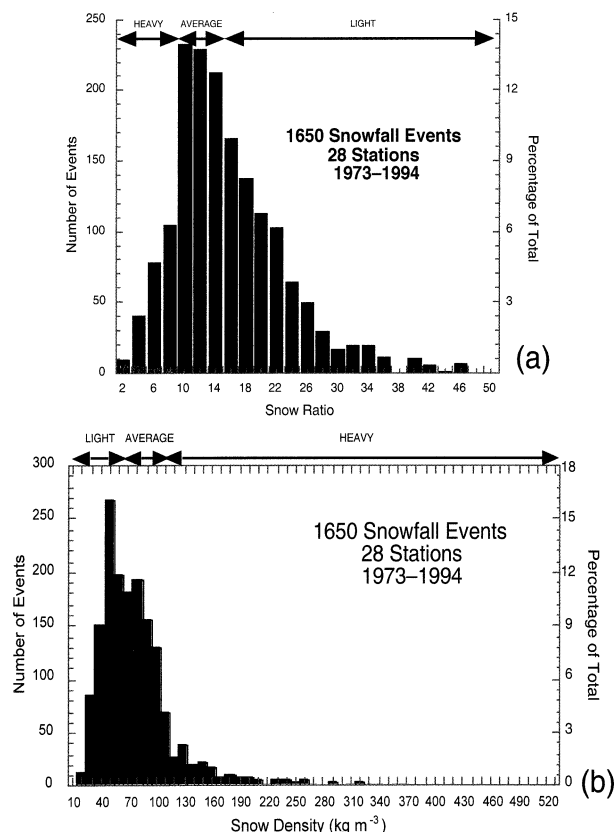 HEAVY AVERAGE LIGHT
250 15
200 12
150 9
100 6
50 3
0 0
Number of Events
1650 Snowfall Events
28 Stations
1973–1994
Percentage of Total
2 6 10 14 18 22 26 30 34 38 42 46 50
Snow Ratio
(a)
LIGHT AVERAGE HEAVY
300 18
250 15
200 12
150 9
100 6
50 3
0 0
Number of Events
1650 Snowfall Events
28 Stations
1973–1994
Percentage of Total
10 40 70 100 130 160 190 220 230 260 290 320 340 370 400 430 460 490 520
Snow Density (kg m⁻³)
(b)